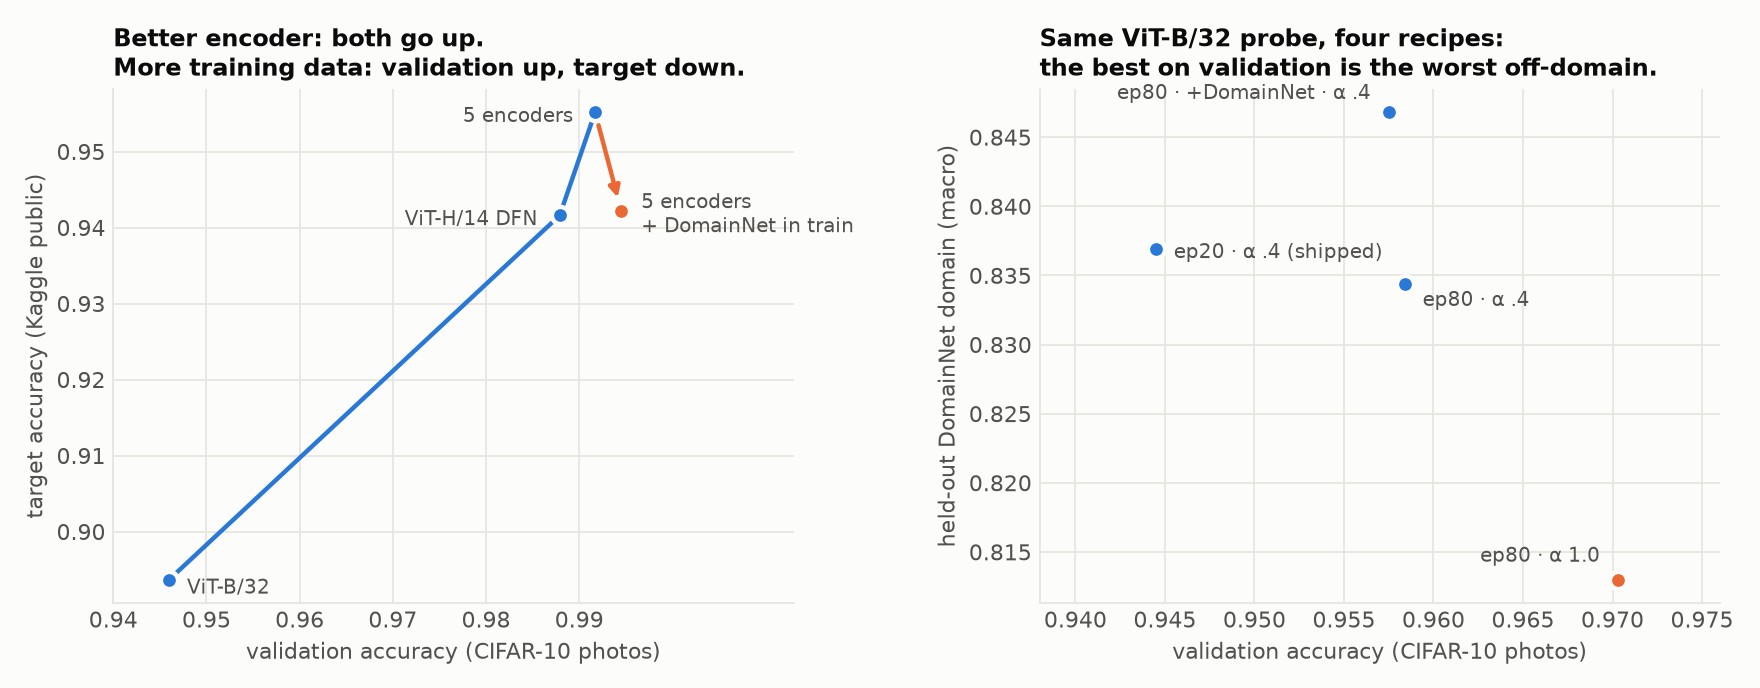 Better encoder: both go up.
More training data: validation up, target down.
5 encoders
5 encoders
+ DomainNet in train
ViT-H/14 DFN
ViT-B/32
0.95
0.94
0.93
0.92
0.91
0.90
target accuracy (Kaggle public)
0.94
0.95
0.96
0.97
0.98
0.99
validation accuracy (CIFAR-10 photos)
Same ViT-B/32 probe, four recipes:
the best on validation is the worst off-domain.
ep80 · +DomainNet · α .4
ep20 · α .4 (shipped)
ep80 · α .4
ep80 · α 1.0
0.845
0.840
0.835
0.830
0.825
0.820
0.815
held-out DomainNet domain (macro)
0.940
0.945
0.950
0.955
0.960
0.965
0.970
0.975
validation accuracy (CIFAR-10 photos)